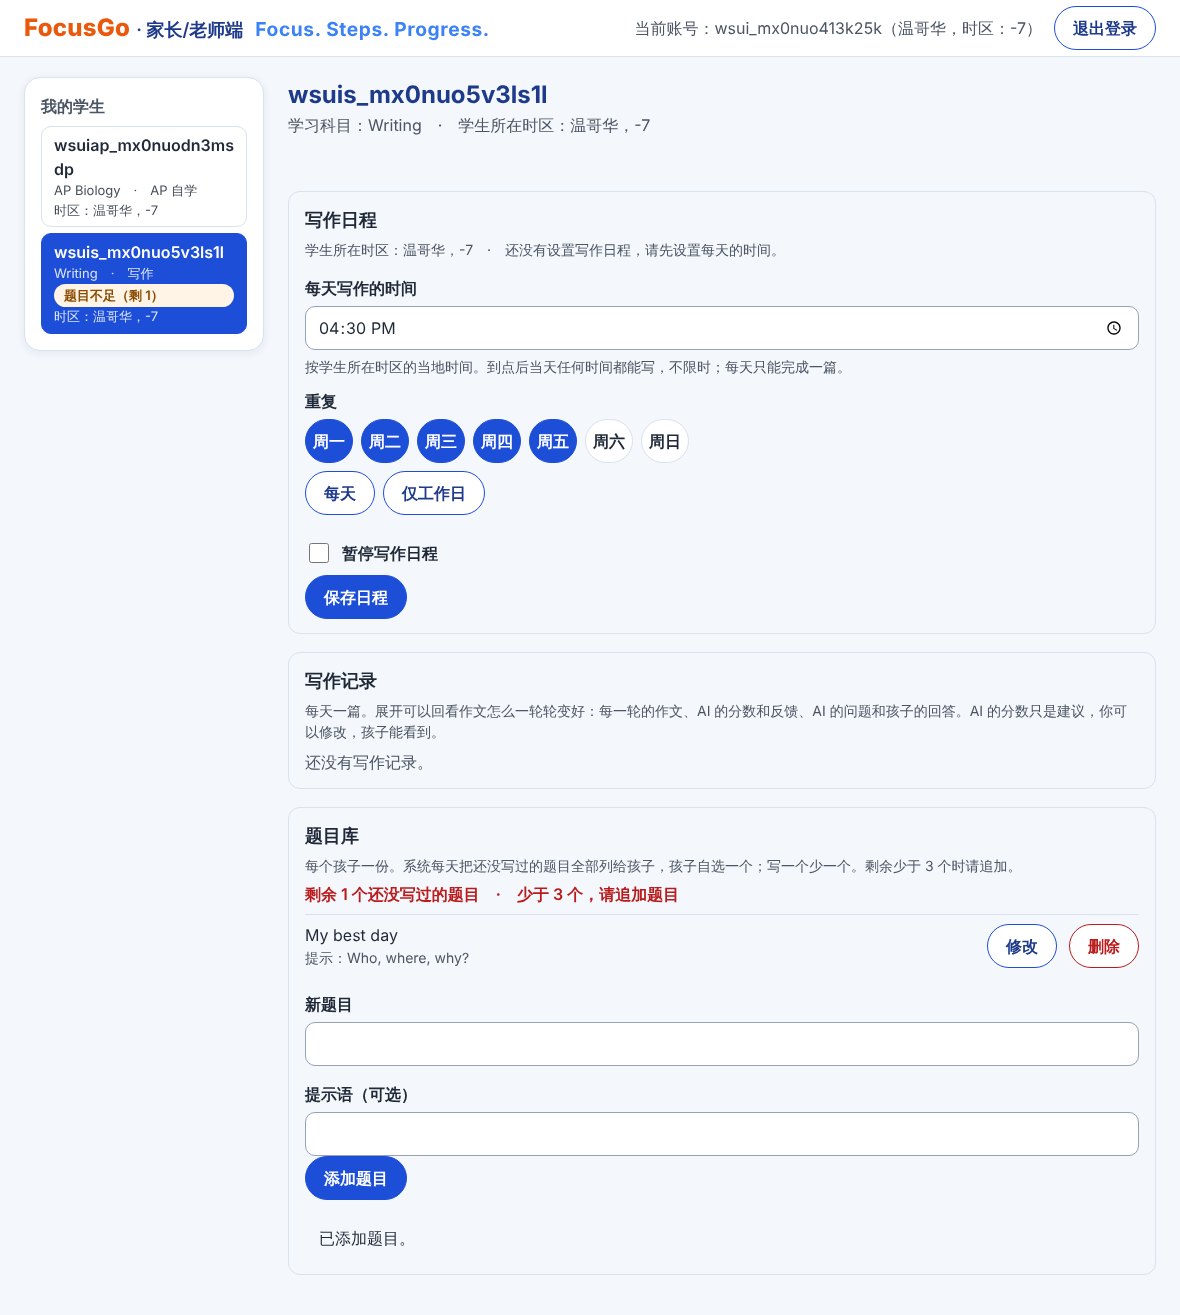 FocusGo · 家长/老师端 Focus. Steps. Progress.
当前账号：wsui_mx0nuo413k25k（温哥华，时区：-7）
退出登录
我的学生
wsuiap_mx0nuodn3ms
dp
AP Biology · AP 自学
时区：温哥华，-7
wsuis_mx0nuo5v3ls1l
Writing · 写作
题目不足（剩 1）
时区：温哥华，-7
wsuis_mx0nuo5v3ls1l
学习科目：Writing · 学生所在时区：温哥华，-7
写作日程
学生所在时区：温哥华，-7 · 还没有设置写作日程，请先设置每天的时间。
每天写作的时间
04:30 PM
按学生所在时区的当地时间。到点后当天任何时间都能写，不限时；每天只能完成一篇。
重复
周一 周二 周三 周四 周五 周六 周日
每天 仅工作日
暂停写作日程
保存日程
写作记录
每天一篇。展开可以回看作文怎么一轮轮变好：每一轮的作文、AI 的分数和反馈、AI 的问题和孩子的回答。AI 的分数只是建议，你可
以修改，孩子能看到。
还没有写作记录。
题目库
每个孩子一份。系统每天把还没写过的题目全部列给孩子，孩子自选一个；写一个少一个。剩余少于 3 个时请追加。
剩余 1 个还没写过的题目 · 少于 3 个，请追加题目
My best day
提示：Who, where, why?
修改 删除
新题目
提示语（可选）
添加题目
已添加题目。